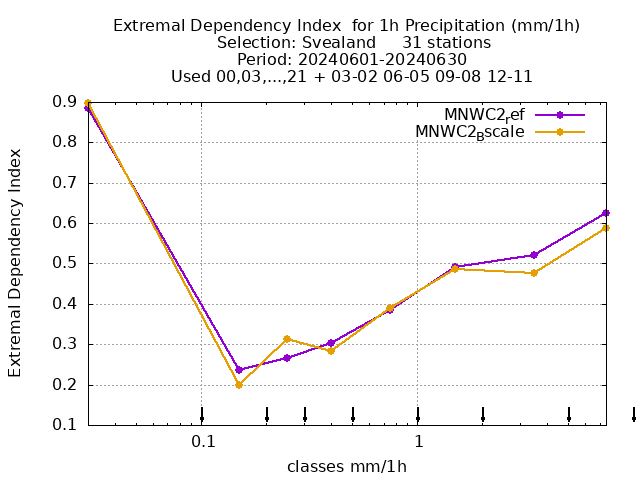 Extremal Dependency Index  for 1h Precipitation (mm/1h)
Selection: Svealand     31 stations
Period: 20240601-20240630
Used 00,03,...,21 + 03-02 06-05 09-08 12-11
MNWC2ref
MNWC2Bscale
Extremal Dependency Index
0.9
0.8
0.7
0.6
0.5
0.4
0.3
0.2
0.1
0.1
1
classes mm/1h